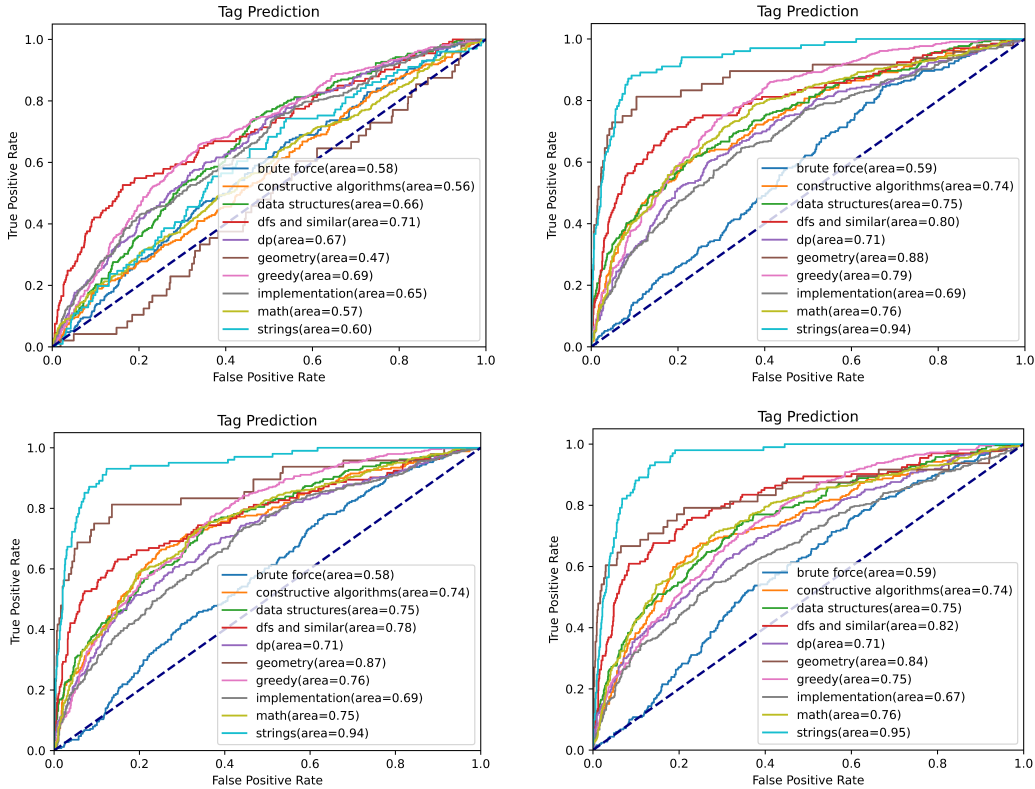 Tag Prediction
True Positive Rate
1.0
0.8
0.6
0.4
0.2
0.0
brute force(area=0.58)
constructive algorithms(area=0.56)
data structures(area=0.66)
dfs and similar(area=0.71)
dp(area=0.67)
geometry(area=0.47)
greedy(area=0.69)
implementation(area=0.65)
math(area=0.57)
strings(area=0.60)
0.0 0.2 0.4 0.6 0.8 1.0
False Positive Rate
Tag Prediction
True Positive Rate
1.0
0.8
0.6
0.4
0.2
0.0
brute force(area=0.59)
constructive algorithms(area=0.74)
data structures(area=0.75)
dfs and similar(area=0.80)
dp(area=0.71)
geometry(area=0.88)
greedy(area=0.79)
implementation(area=0.69)
math(area=0.76)
strings(area=0.94)
0.0 0.2 0.4 0.6 0.8 1.0
False Positive Rate
Tag Prediction
True Positive Rate
1.0
0.8
0.6
0.4
0.2
0.0
brute force(area=0.58)
constructive algorithms(area=0.74)
data structures(area=0.75)
dfs and similar(area=0.78)
dp(area=0.71)
geometry(area=0.87)
greedy(area=0.76)
implementation(area=0.69)
math(area=0.75)
strings(area=0.94)
0.0 0.2 0.4 0.6 0.8 1.0
False Positive Rate
Tag Prediction
True Positive Rate
1.0
0.8
0.6
0.4
0.2
0.0
brute force(area=0.59)
constructive algorithms(area=0.74)
data structures(area=0.75)
dfs and similar(area=0.82)
dp(area=0.71)
geometry(area=0.84)
greedy(area=0.75)
implementation(area=0.67)
math(area=0.76)
strings(area=0.95)
0.0 0.2 0.4 0.6 0.8 1.0
False Positive Rate